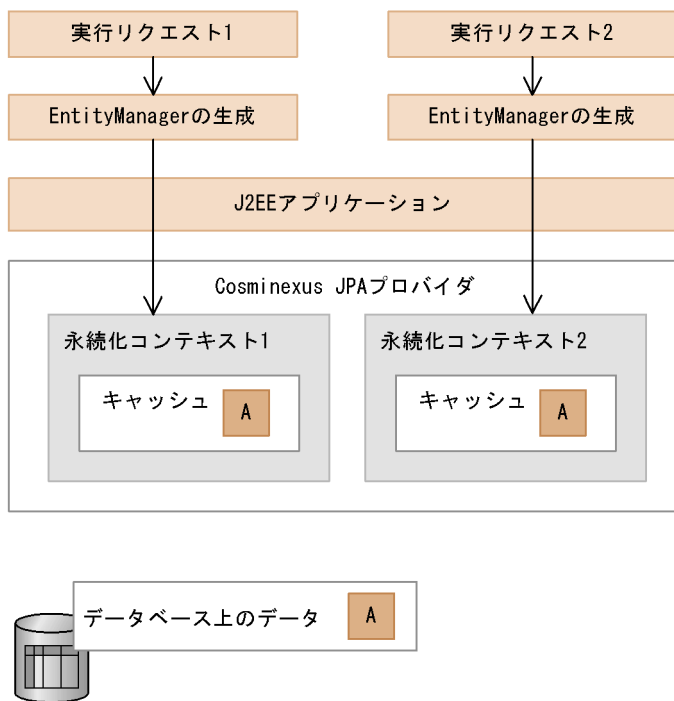 実行リクエスト1
実行リクエスト2
EntityManagerの生成
EntityManagerの生成
J2EEアプリケーション
Cosminexus JPAプロバイダ
永続化コンテキスト1
永続化コンテキスト2
キャッシュ A
キャッシュ A
データベース上のデータ A